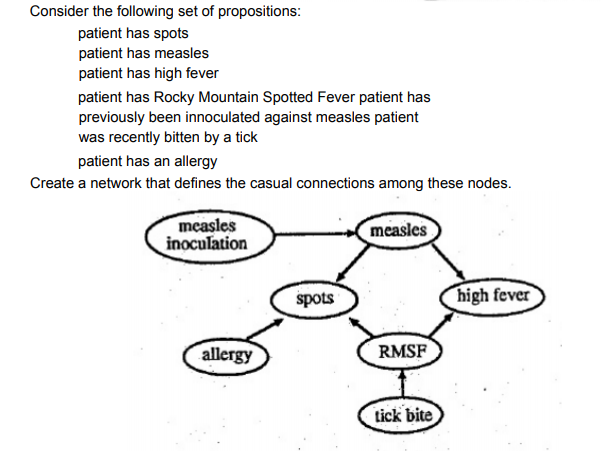 Consider the following set of propositions:
patient has spots
patient has measles
patient has high fever
patient has Rocky Mountain Spotted Fever patient has
previously been innoculated against measles patient
was recently bitten by a tick
patient has an allergy
Create a network that defines the casual connections among these nodes.
measles
inoculation
measles
spots
high fever
allergy
RMSF
tick bite